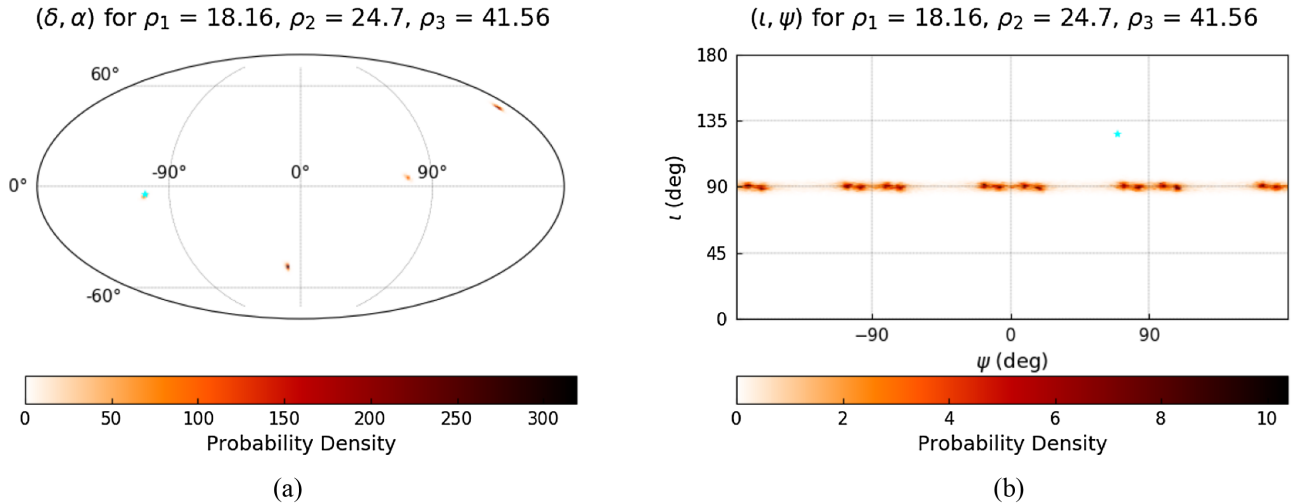 (δ, α) for ρ₁ = 18.16, ρ₂ = 24.7, ρ₃ = 41.56
60°
-90° 0° 90°
0°
-60°
0 50 100 150 200 250 300
Probability Density
(a)
(ι, ψ) for ρ₁ = 18.16, ρ₂ = 24.7, ρ₃ = 41.56
180
135
90
45
0
ι (deg)
−90 0 90
ψ (deg)
0 2 4 6 8 10
Probability Density
(b)